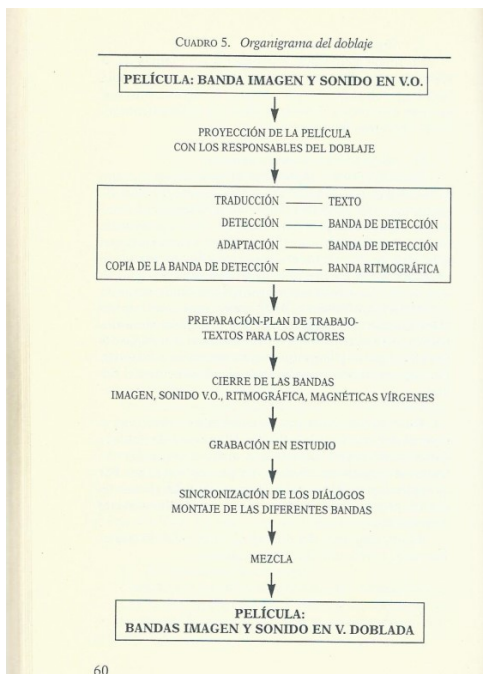 CUADRO 5. Organigrama del doblaje
PELÍCULA: BANDA IMAGEN Y SONIDO EN V.O.
PROYECCIÓN DE LA PELÍCULA
CON LOS RESPONSABLES DEL DOBLAJE
TRADUCCIÓN —— TEXTO
DETECCIÓN —— BANDA DE DETECCIÓN
ADAPTACIÓN —— BANDA DE DETECCIÓN
COPIA DE LA BANDA DE DETECCIÓN —— BANDA RITMOGRÁFICA
PREPARACIÓN-PLAN DE TRABAJO-
TEXTOS PARA LOS ACTORES
CIERRE DE LAS BANDAS
IMAGEN, SONIDO V.O., RITMOGRÁFICA, MAGNÉTICAS VÍRGENES
GRABACIÓN EN ESTUDIO
SINCRONIZACIÓN DE LOS DIÁLOGOS
MONTAJE DE LAS DIFERENTES BANDAS
MEZCLA
PELÍCULA:
BANDAS IMAGEN Y SONIDO EN V. DOBLADA
60